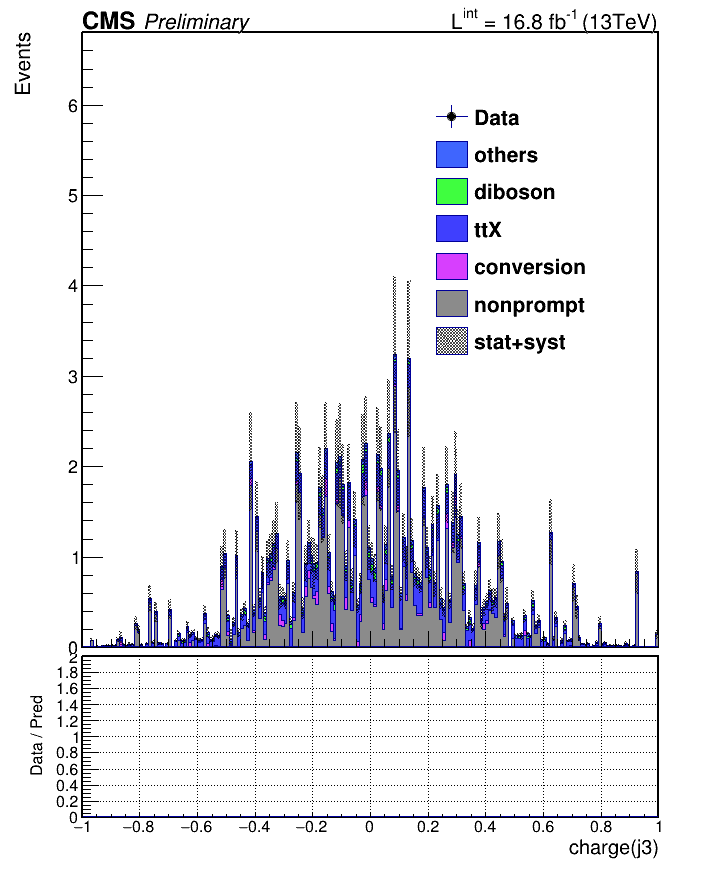 CMS Preliminary L^int = 16.8 fb^-1 (13TeV)
Events
6
5
4
3
2
1
0
Data
others
diboson
ttX
conversion
nonprompt
stat+syst
Data / Pred
2
1.8
1.6
1.4
1.2
1
0.8
0.6
0.4
0.2
0
−1 −0.8 −0.6 −0.4 −0.2 0 0.2 0.4 0.6 0.8 1
charge(j3)